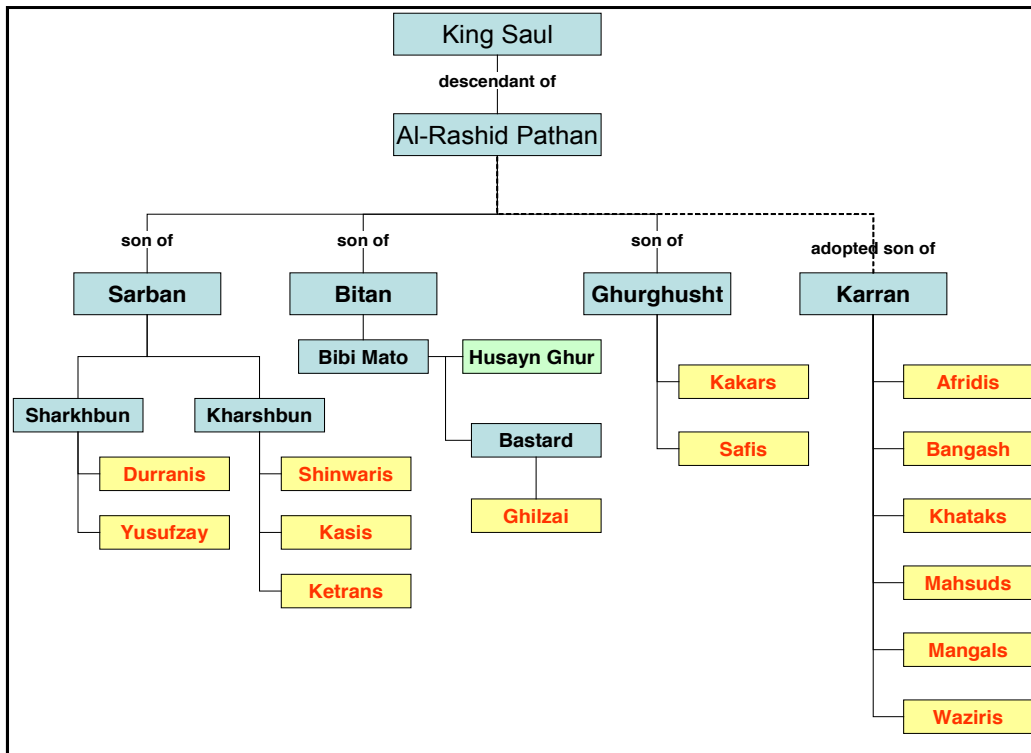 King Saul
descendant of
Al-Rashid Pathan
son of
son of
son of
adopted son of
Sarban
Bitan
Ghurghusht
Karran
Bibi Mato
Husayn Ghur
Kakars
Afridis
Sharkhbun
Kharshbun
Bastard
Safis
Bangash
Durranis
Shinwaris
Ghilzai
Khataks
Yusufzay
Kasis
Ketrans
Mahsuds
Mangals
Waziris